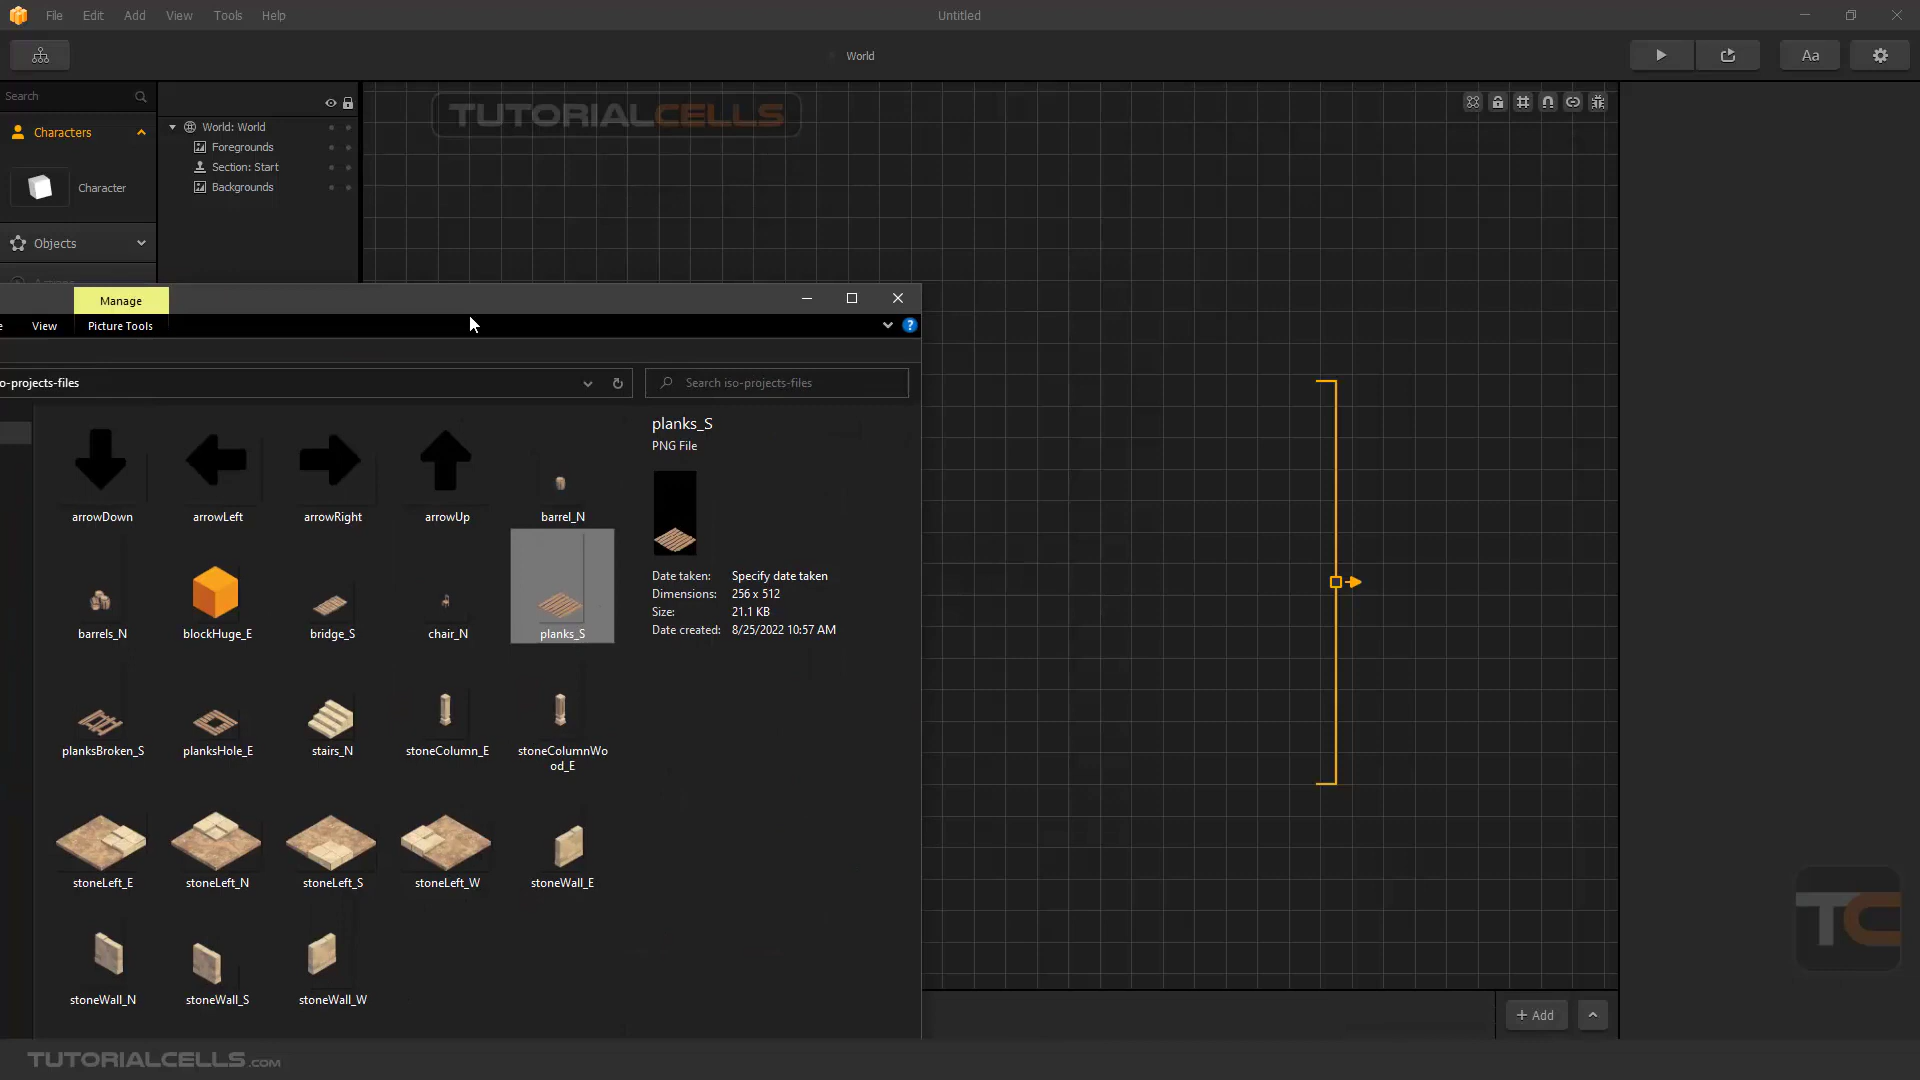 File Edit Add View Tools Help
Untitled
World
Aa
Search
Characters
Character
Objects
World: World
Foregrounds
Section: Start
Backgrounds
TUTORIALCELLS
Manage
View Picture Tools
?
o-projects-files
Search iso-projects-files
arrowDown arrowLeft arrowRight arrowUp barrel_N
barrels_N blockHuge_E bridge_S chair_N planks_S
planksBroken_S planksHole_E stairs_N stoneColumn_E stoneColumnWo
od_E
stoneLeft_E stoneLeft_N stoneLeft_S stoneLeft_W stoneWall_E
stoneWall_N stoneWall_S stoneWall_W
planks_S
PNG File
Date taken: Specify date taken
Dimensions: 256 x 512
Size: 21.1 KB
Date created: 8/25/2022 10:57 AM
TC
+ Add
TUTORIALCELLS.COM